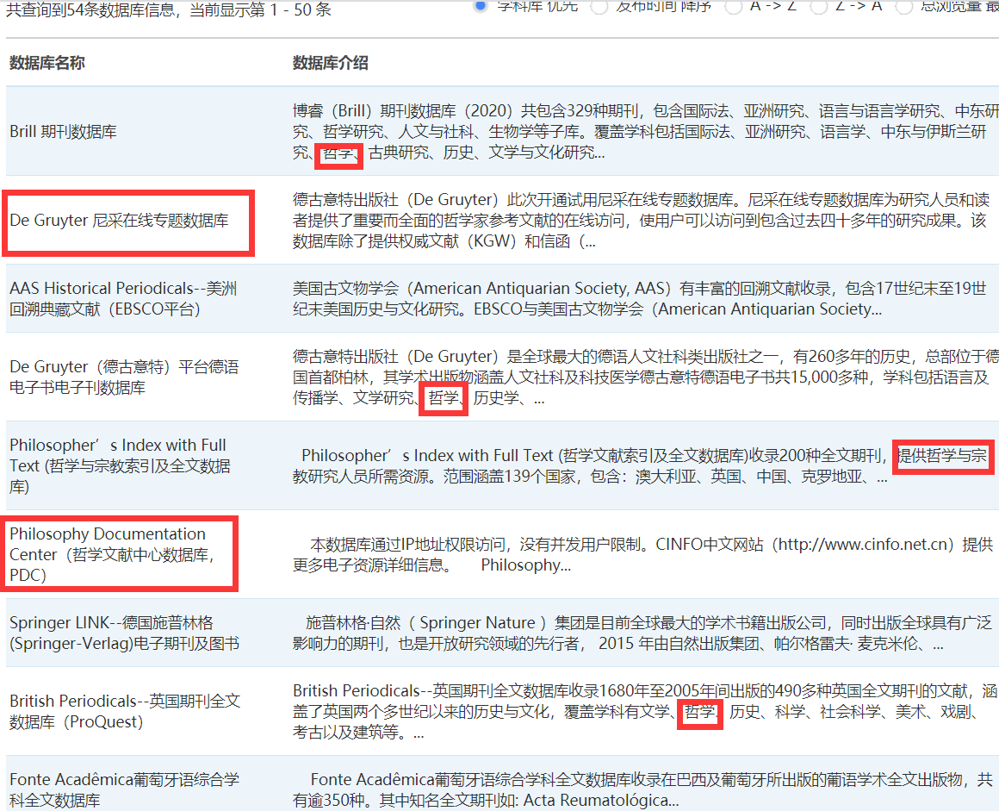 共查询到54条数据库信息，当前显示第 1 - 50 条
学科库 优先 发布时间 降序 A -> Z Z -> A 总浏览量 最
数据库名称
数据库介绍
Brill 期刊数据库
博睿（Brill）期刊数据库（2020）共包含329种期刊，包含国际法、亚洲研究、语言与语言学研究、中东研
究、哲学研究、人文与社科、生物学等子库。覆盖学科包括国际法、亚洲研究、语言学、中东与伊斯兰研
究、哲学、古典研究、历史、文学与文化研究...
De Gruyter 尼采在线专题数据库
德古意特出版社（De Gruyter）此次开通试用尼采在线专题数据库。尼采在线专题数据库为研究人员和读
者提供了重要而全面的哲学家参考文献的在线访问，使用户可以访问到包含过去四十多年的研究成果。该
数据库除了提供权威文献（KGW）和信函（...
AAS Historical Periodicals--美洲
回溯典藏文献（EBSCO平台）
美国古文物学会（American Antiquarian Society, AAS）有丰富的回溯文献收录，包含17世纪末至19世
纪末美国历史与文化研究。EBSCO与美国古文物学会（American Antiquarian Society...
De Gruyter（德古意特）平台德语
电子书电子刊数据库
德古意特出版社（De Gruyter）是全球最大的德语人文社科类出版社之一，有260多年的历史，总部位于德
国首都柏林，其学术出版物涵盖人文社科及科技医学德古意特德语电子书共15,000多种，学科包括语言及
传播学、文学研究、哲学、历史学、...
Philosopher’s Index with Full
Text (哲学与宗教索引及全文数据
库)
Philosopher’s Index with Full Text (哲学文献索引及全文数据库)收录200种全文期刊，提供哲学与宗
教研究人员所需资源。范围涵盖139个国家，包含：澳大利亚、英国、中国、克罗地亚、...
Philosophy Documentation
Center（哲学文献中心数据库，
PDC）
本数据库通过IP地址权限访问，没有并发用户限制。CINFO中文网站（http://www.cinfo.net.cn）提供
更多电子资源详细信息。 Philosophy...
Springer LINK--德国施普林格
(Springer-Verlag)电子期刊及图书
施普林格·自然（ Springer Nature ）集团是目前全球最大的学术书籍出版公司，同时出版全球具有广泛
影响力的期刊，也是开放研究领域的先行者， 2015 年由自然出版集团、帕尔格雷夫· 麦克米伦、...
British Periodicals--英国期刊全文
数据库（ProQuest）
British Periodicals--英国期刊全文数据库收录1680年至2005年间出版的490多种英国全文期刊的文献，涵
盖了英国两个多世纪以来的历史与文化，覆盖学科有文学、哲学、历史、科学、社会科学、美术、戏剧、
考古以及建筑等。...
Fonte Acadêmica葡萄牙语综合学
科全文数据库
Fonte Acadêmica葡萄牙语综合学科全文数据库收录在巴西及葡萄牙所出版的葡语学术全文出版物，共
有逾350种。其中知名全文期刊如: Acta Reumatológica...